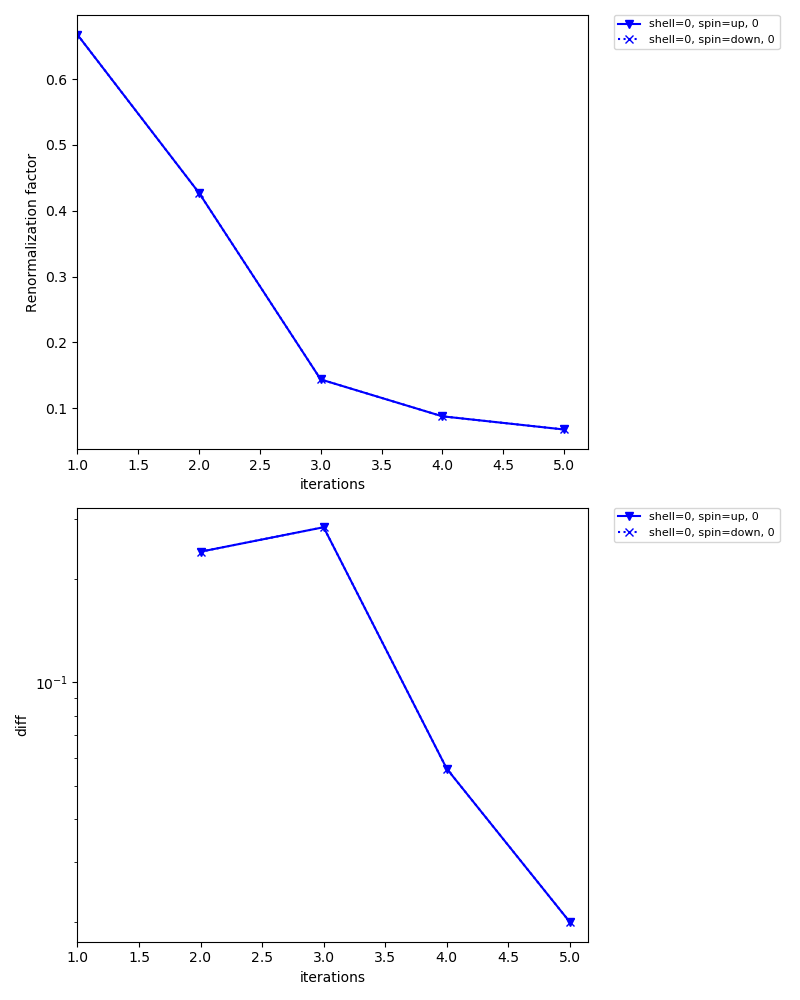 shell=0, spin=up, 0
shell=0, spin=down, 0
Renormalization factor
0.6
0.5
0.4
0.3
0.2
0.1
1.0 1.5 2.0 2.5 3.0 3.5 4.0 4.5 5.0
iterations
shell=0, spin=up, 0
shell=0, spin=down, 0
diff
10⁻¹
1.0 1.5 2.0 2.5 3.0 3.5 4.0 4.5 5.0
iterations